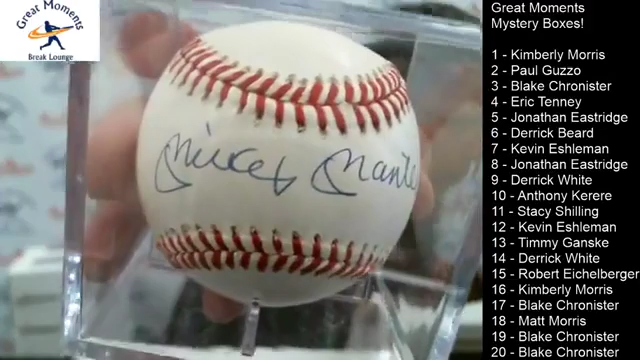 Great Moments
Break Lounge
Mickey Mantle
Great Moments
Mystery Boxes!
1 - Kimberly Morris
2 - Paul Guzzo
3 - Blake Chronister
4 - Eric Tenney
5 - Jonathan Eastridge
6 - Derrick Beard
7 - Kevin Eshleman
8 - Jonathan Eastridge
9 - Derrick White
10 - Anthony Kerere
11 - Stacy Shilling
12 - Kevin Eshleman
13 - Timmy Ganske
14 - Derrick White
15 - Robert Eichelberger
16 - Kimberly Morris
17 - Blake Chronister
18 - Matt Morris
19 - Blake Chronister
20 - Blake Chronister